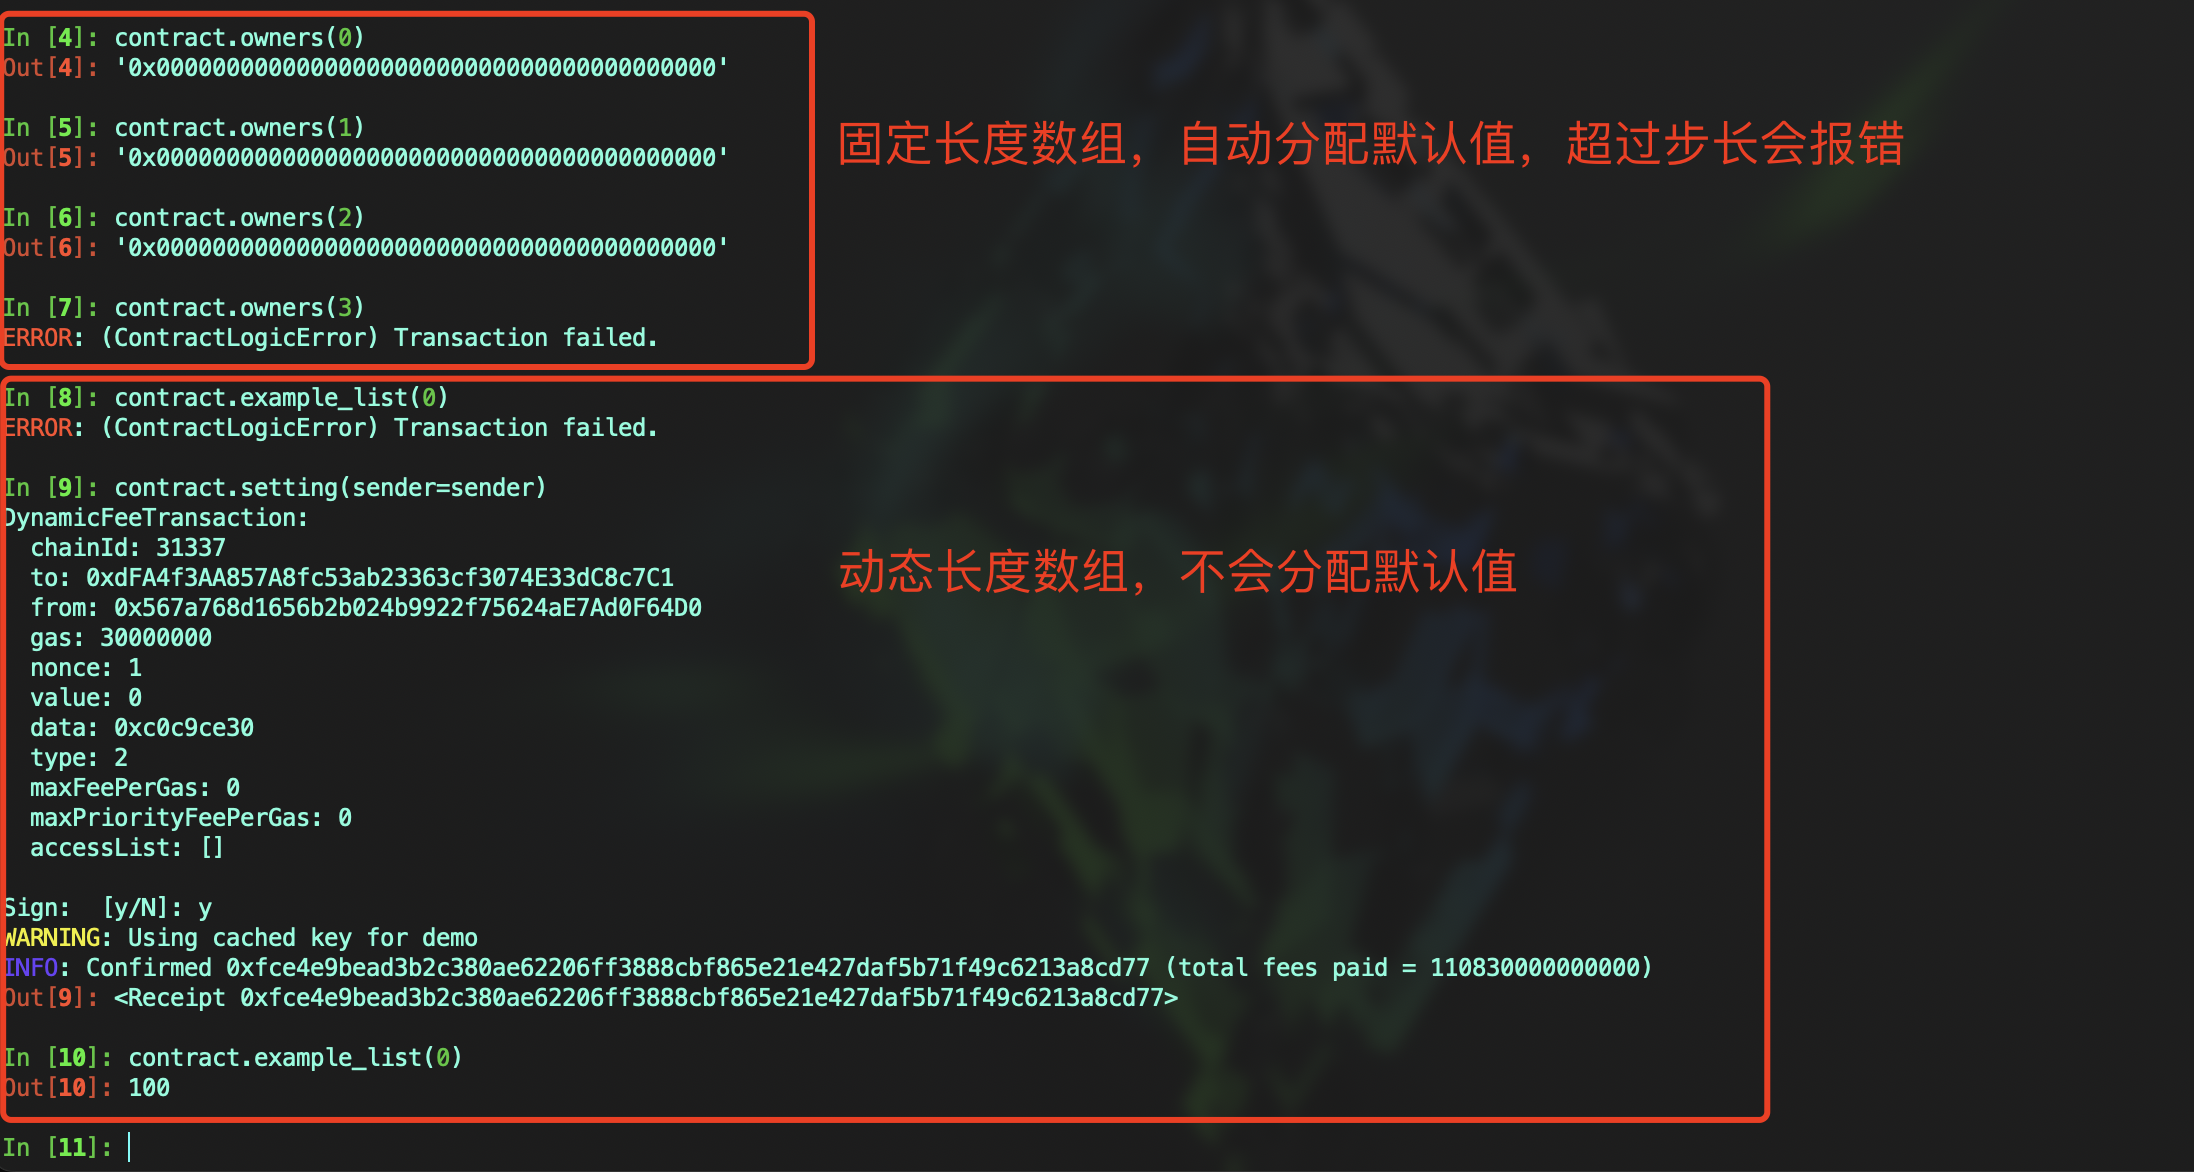 In [4]: contract.owners(0)
Out[4]: '0x0000000000000000000000000000000000000000'
In [5]: contract.owners(1)
Out[5]: '0x0000000000000000000000000000000000000000'
固定长度数组，自动分配默认值，超过步长会报错
In [6]: contract.owners(2)
Out[6]: '0x0000000000000000000000000000000000000000'
In [7]: contract.owners(3)
ERROR: (ContractLogicError) Transaction failed.
In [8]: contract.example_list(0)
ERROR: (ContractLogicError) Transaction failed.
In [9]: contract.setting(sender=sender)
DynamicFeeTransaction:
  chainId: 31337
  to: 0xdFA4f3AA857A8fc53ab23363cf3074E33dC8c7C1
动态长度数组，不会分配默认值
  from: 0x567a768d1656b2b024b9922f75624aE7Ad0F64D0
  gas: 30000000
  nonce: 1
  value: 0
  data: 0xc0c9ce30
  type: 2
  maxFeePerGas: 0
  maxPriorityFeePerGas: 0
  accessList: []
Sign:  [y/N]: y
WARNING: Using cached key for demo
INFO: Confirmed 0xfce4e9bead3b2c380ae62206ff3888cbf865e21e427daf5b71f49c6213a8cd77 (total fees paid = 110830000000000)
Out[9]: <Receipt 0xfce4e9bead3b2c380ae62206ff3888cbf865e21e427daf5b71f49c6213a8cd77>
In [10]: contract.example_list(0)
Out[10]: 100
In [11]: